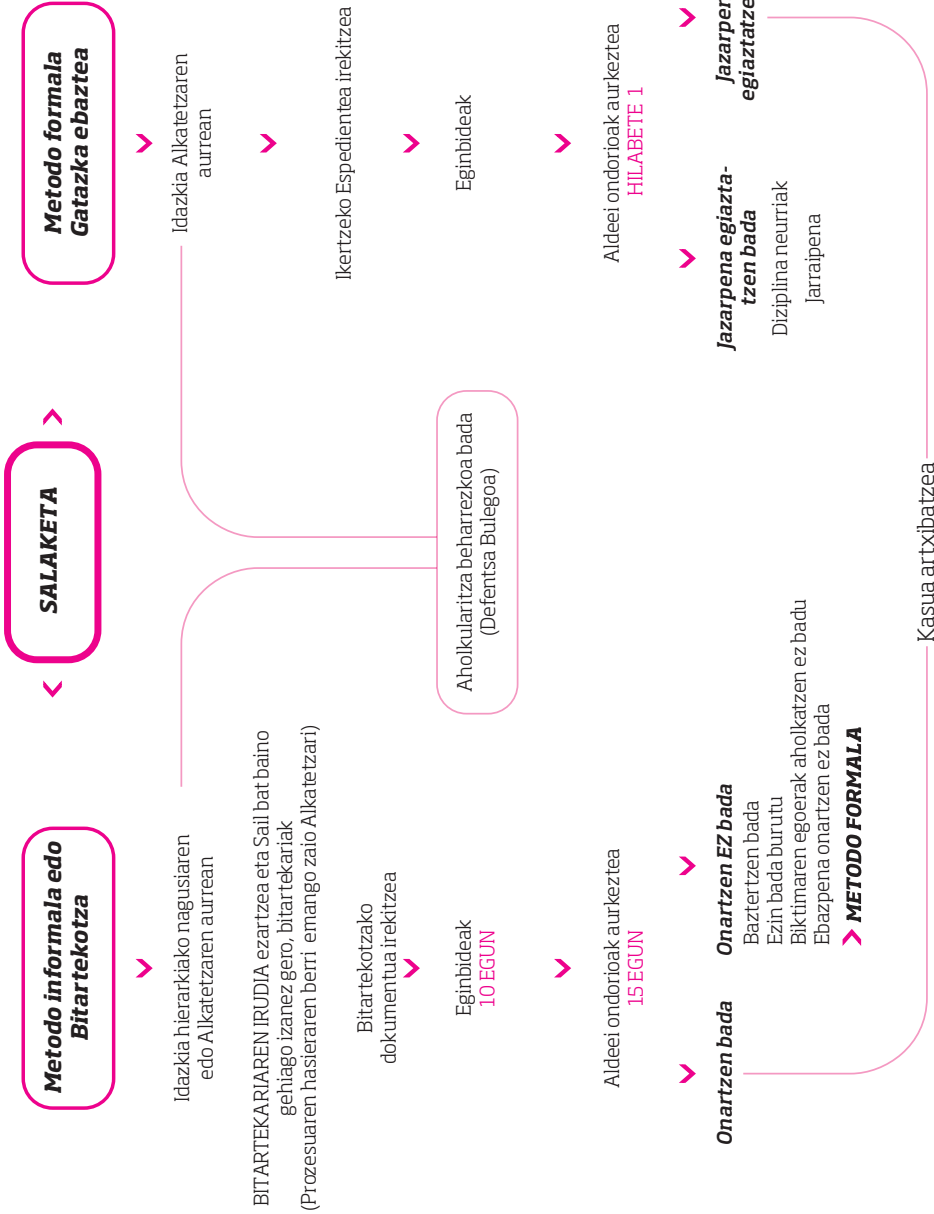 SALAKETA
Metodo informala edo
Bitartekotza
Idazkia hierarkiako nagusiaren
edo Alkatetzaren aurrean
BITARTEKARIAREN IRUDIA ezartzea eta Sail bat baino
gehiago izanez gero, bitartekariak
(Prozesuaren hasieraren berri emango zaio Alkatetzari)
Bitartekotzako
dokumentua irekitzea
Eginbideak
10 EGUN
Aldeei ondorioak aurkeztea
15 EGUN
Onartzen bada
Onartzen EZ bada
Baztertzen bada
Ezin bada burutu
Biktimaren egoerak aholkatzen ez badu
Ebazpena onartzen ez bada
METODO FORMALA
Aholkularitza beharrezkoa bada
(Defentsa Bulegoa)
Metodo formala
Gatazka ebaztea
Idazkia Alkatetzaren
aurrean
Ikertzeko Espedientea irekitzea
Eginbideak
Aldeei ondorioak aurkeztea
HILABETE 1
Jazarpena egiazta-
tzen bada
Diziplina neurriak
Jarraipena
Kasua artxibatzea